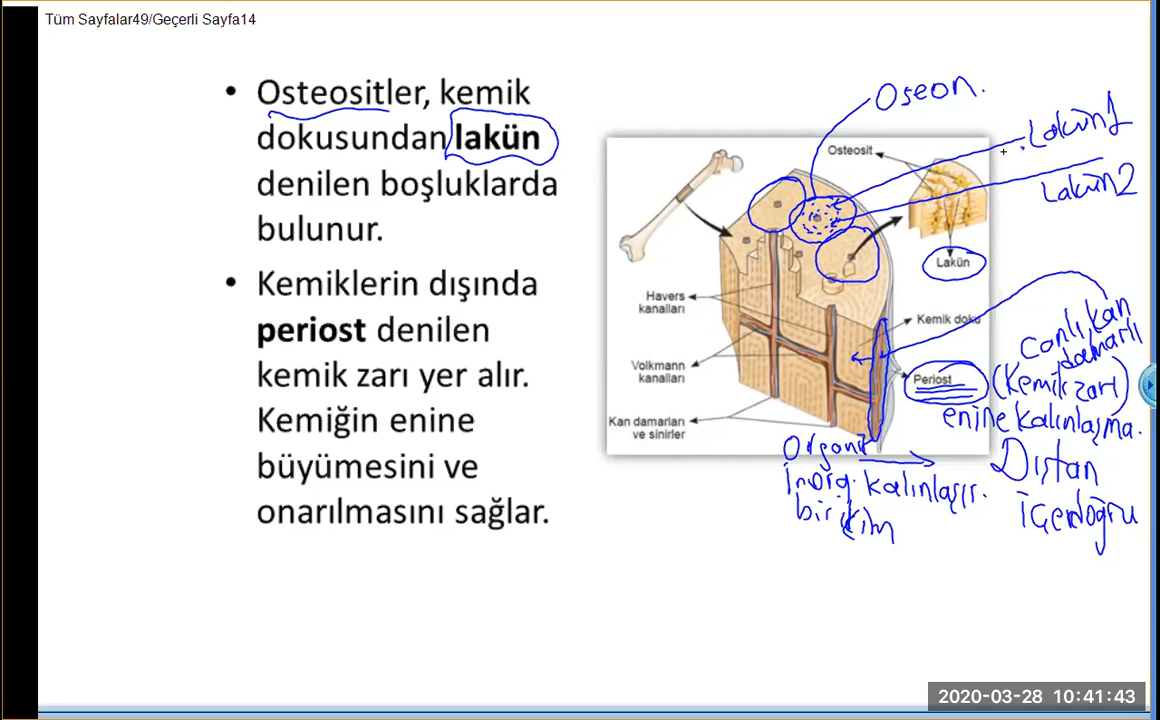 Tüm Sayfalar49/Geçerli Sayfa14
• Osteositler, kemik
dokusundan lakün
denilen boşluklarda
bulunur.
• Kemiklerin dışında
periost denilen
kemik zarı yer alır.
Kemiğin enine
büyümesini ve
onarılmasını sağlar.
Oseon.
Lakün1
Lakün2
Osteosit
Lakün
Havers
kanalları
Kemik doku
Volkmann
kanalları
Periost
Kan damarları
ve sinirler
Canlı, kan
damarlı
(Kemik zarı)
enine kalınlaşma.
Dıştan
içedoğru
Organik
inorg. kalınlaşır.
birikim
2020-03-28 10:41:43